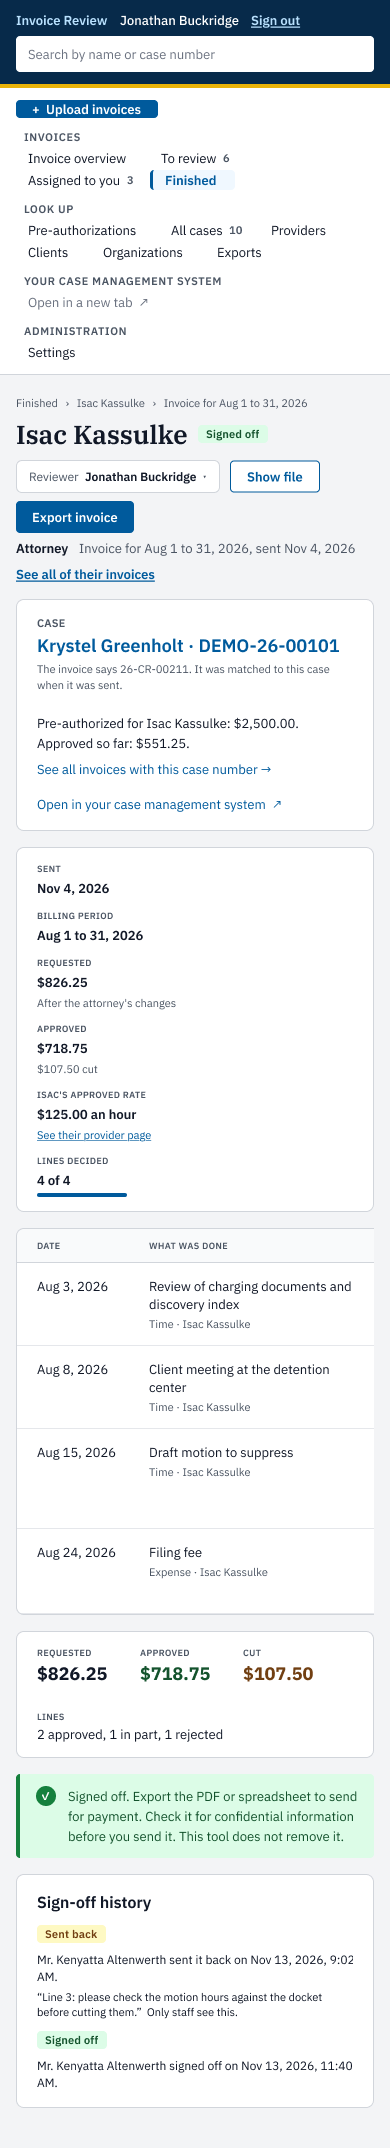 Invoice Review Jonathan Buckridge Sign out
Search by name or case number
+ Upload invoices
INVOICES
Invoice overview To review 6
Assigned to you 3 Finished
LOOK UP
Pre-authorizations All cases 10 Providers
Clients Organizations Exports
YOUR CASE MANAGEMENT SYSTEM
Open in a new tab ↗
ADMINISTRATION
Settings
Finished › Isac Kassulke › Invoice for Aug 1 to 31, 2026
Isac Kassulke Signed off
Reviewer Jonathan Buckridge · Show file
Export invoice
Attorney Invoice for Aug 1 to 31, 2026, sent Nov 4, 2026
See all of their invoices
CASE
Krystel Greenholt · DEMO-26-00101
The invoice says 26-CR-00211. It was matched to this case
when it was sent.
Pre-authorized for Isac Kassulke: $2,500.00.
Approved so far: $551.25.
See all invoices with this case number →
Open in your case management system ↗
SENT
Nov 4, 2026
BILLING PERIOD
Aug 1 to 31, 2026
REQUESTED
$826.25
After the attorney's changes
APPROVED
$718.75
$107.50 cut
ISAC'S APPROVED RATE
$125.00 an hour
See their provider page
LINES DECIDED
4 of 4
DATE WHAT WAS DONE
Aug 3, 2026 Review of charging documents and
discovery index
Time · Isac Kassulke
Aug 8, 2026 Client meeting at the detention
center
Time · Isac Kassulke
Aug 15, 2026 Draft motion to suppress
Time · Isac Kassulke
Aug 24, 2026 Filing fee
Expense · Isac Kassulke
REQUESTED APPROVED CUT
$826.25 $718.75 $107.50
LINES
2 approved, 1 in part, 1 rejected
Signed off. Export the PDF or spreadsheet to send
for payment. Check it for confidential information
before you send it. This tool does not remove it.
Sign-off history
Sent back
Mr. Kenyatta Altenwerth sent it back on Nov 13, 2026, 9:02
AM.
“Line 3: please check the motion hours against the docket
before cutting them.” Only staff see this.
Signed off
Mr. Kenyatta Altenwerth signed off on Nov 13, 2026, 11:40
AM.